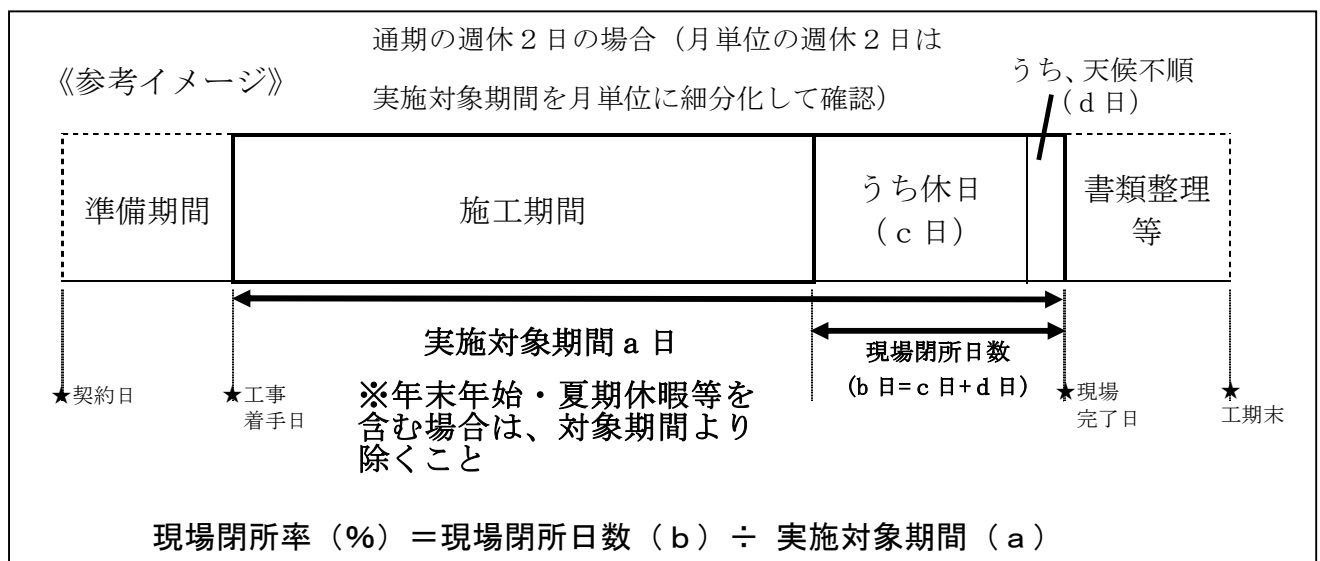 通期の週休２日の場合（月単位の週休２日は
《参考イメージ》
実施対象期間を月単位に細分化して確認）
うち、天候不順
（ｄ日）
準備期間
施工期間
うち休日
（ｃ日）
書類整理
等
実施対象期間 a 日
現場閉所日数
（b 日=ｃ日+ｄ日）
※年末年始・夏期休暇等を
含む場合は、対象期間より
除くこと
★契約日
★工事
着手日
★現場
完了日
★
工期末
現場閉所率（％）＝現場閉所日数（ｂ）÷ 実施対象期間（ａ）